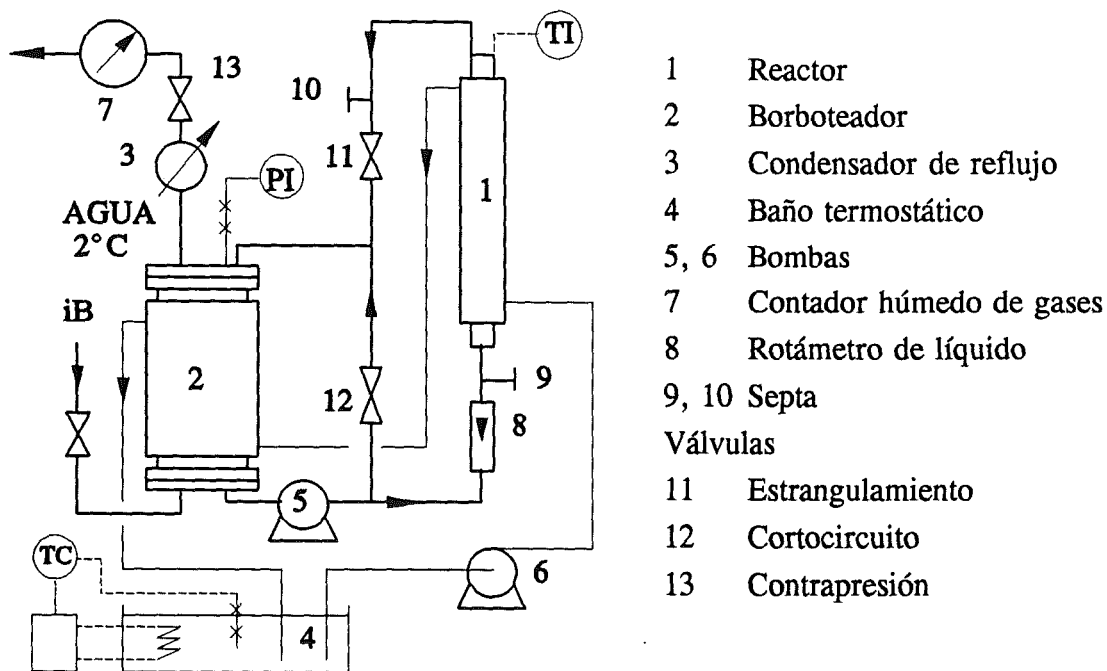 TI
13
7
10
3
11
PI
1
AGUA
2°C
iB
2
12
9
8
5
TC
6
4
1 Reactor
2 Borboteador
3 Condensador de reflujo
4 Baño termostático
5, 6 Bombas
7 Contador húmedo de gases
8 Rotámetro de líquido
9, 10 Septa
Válvulas
11 Estrangulamiento
12 Cortocircuito
13 Contrapresión